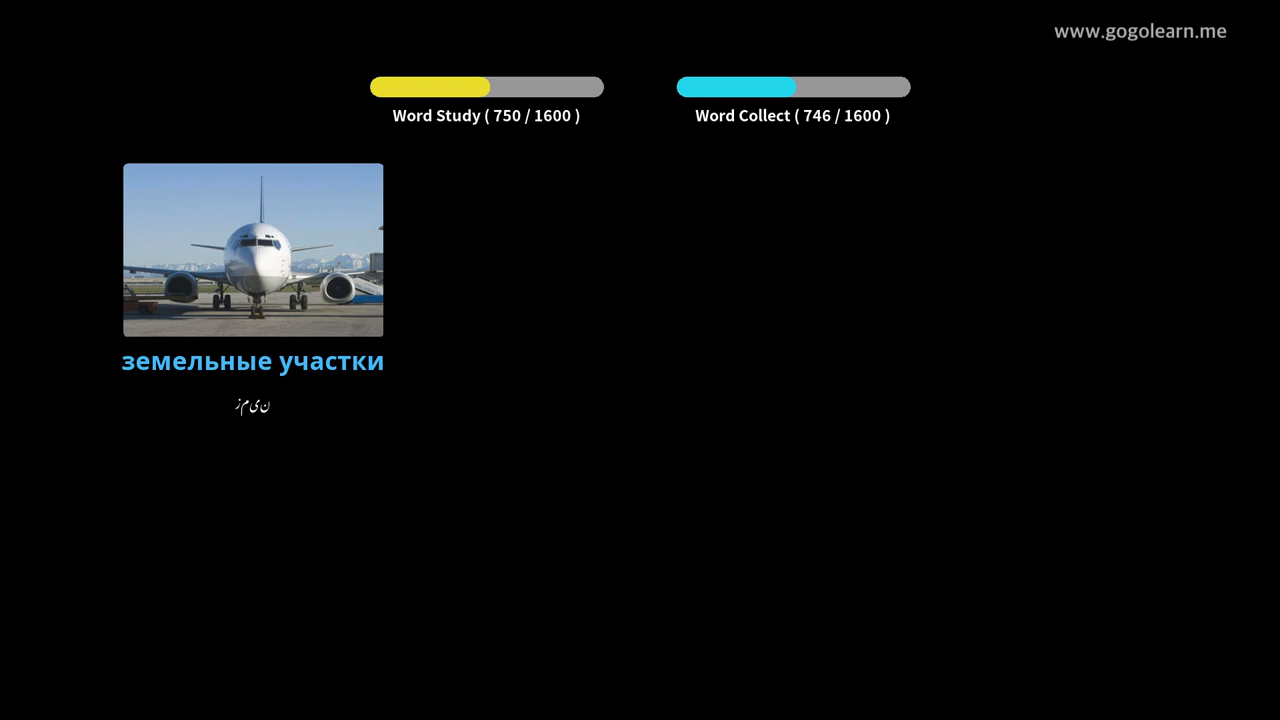 www.gogolearn.me
Word Study ( 750 / 1600 )
Word Collect ( 746 / 1600 )
земельные участки
زمین